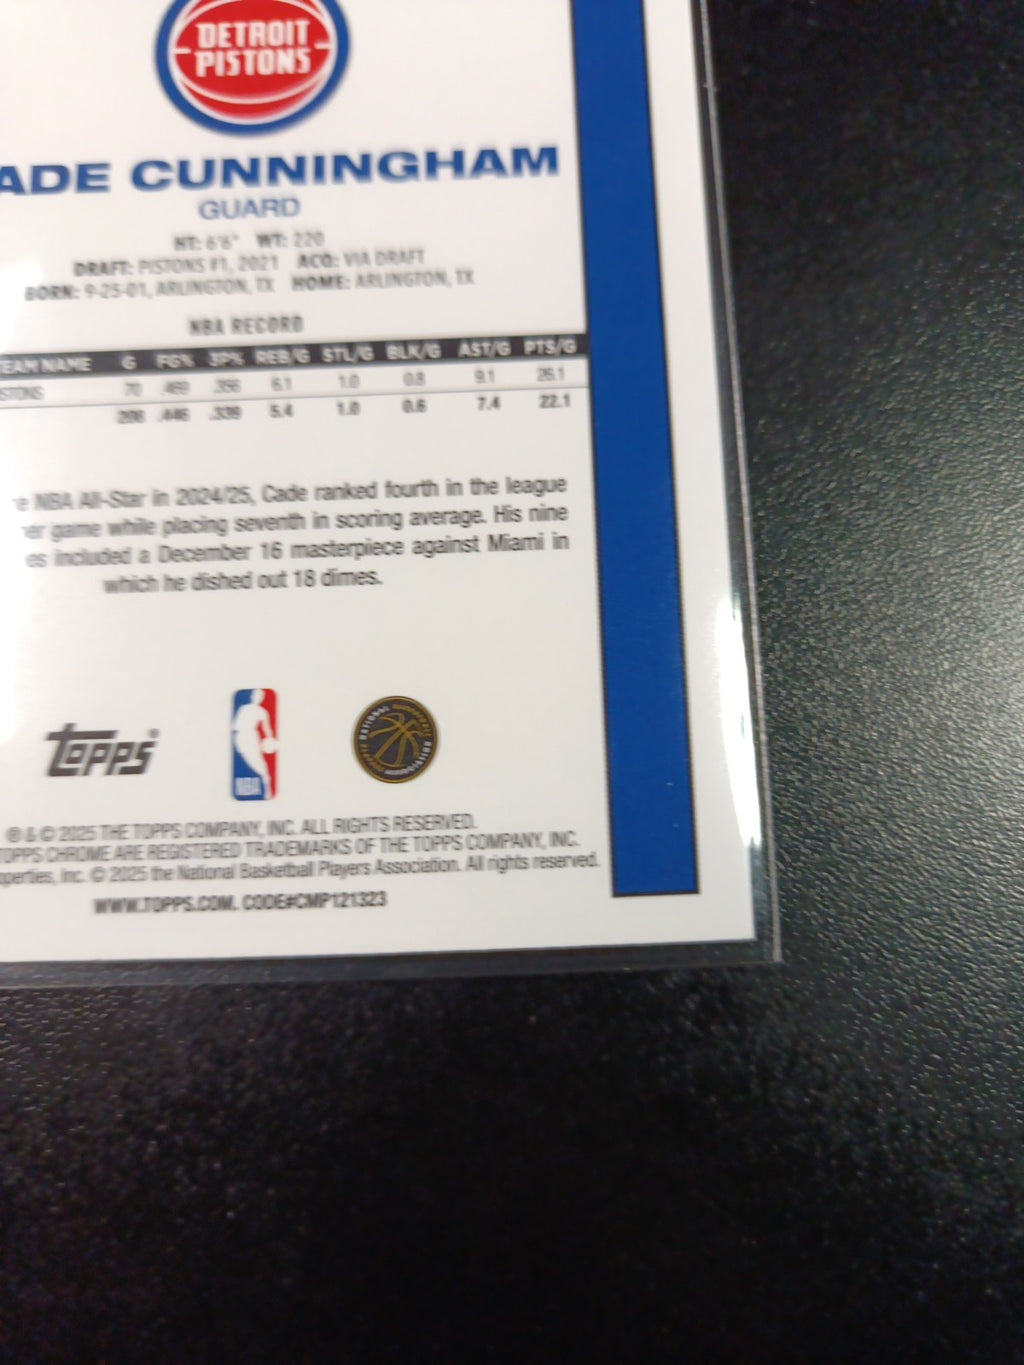 DETROIT
PISTONS
ADE CUNNINGHAM
GUARD
HT: 6'6" WT: 220
DRAFT: PISTONS #1, 2021 ACQ: VIA DRAFT
BORN: 9-25-01, ARLINGTON, TX HOME: ARLINGTON, TX
NBA RECORD
TEAM NAME G FG% 3P% REB/G STL/G BLK/G AST/G PTS/G
STONS 70 .469 .356 6.1 1.0 0.8 9.1 26.1
208 .446 .339 5.4 1.0 0.6 7.4 22.1
e NBA All-Star in 2024/25, Cade ranked fourth in the league
er game while placing seventh in scoring average. His nine
es included a December 16 masterpiece against Miami in
which he dished out 18 dimes.
topps
NBA
® & © 2025 THE TOPPS COMPANY, INC. ALL RIGHTS RESERVED.
TOPPS CHROME ARE REGISTERED TRADEMARKS OF THE TOPPS COMPANY, INC.
operties, Inc. © 2025 the National Basketball Players Association. All rights reserved.
WWW.TOPPS.COM. CODE#CMP121323